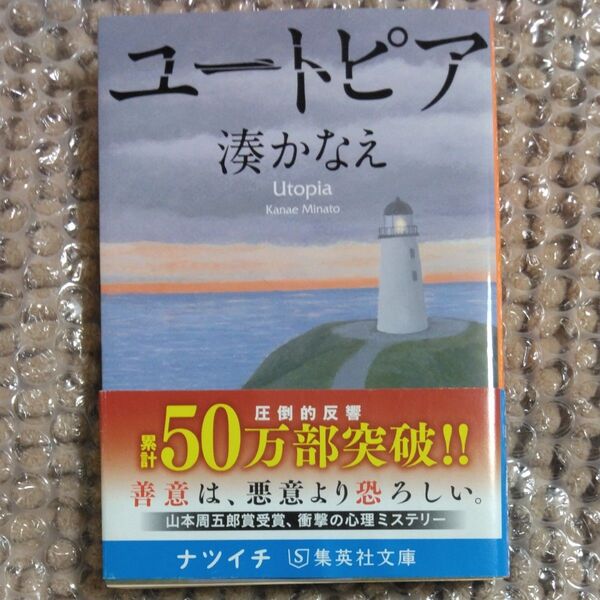 ユートピア
湊かなえ
Utopia
Kanae Minato
圧倒的反響
累計50万部突破!!
善意は、悪意より恐ろしい。
山本周五郎賞受賞、衝撃の心理ミステリー
ナツイチ S集英社文庫